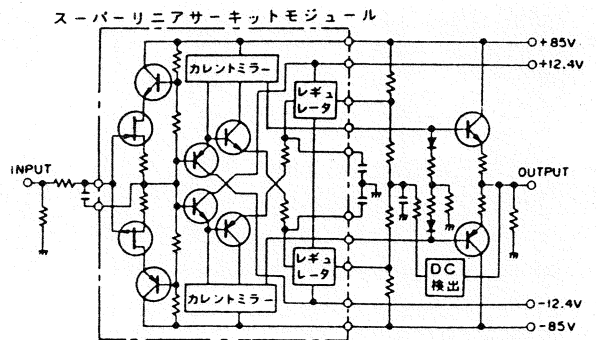 スーパーリニアサーキットモジュール
+85V
カレントミラー
+12.4V
レギュ
レータ
INPUT
OUTPUT
レギュ
レータ
DC
検出
カレントミラー
-12.4V
-85V